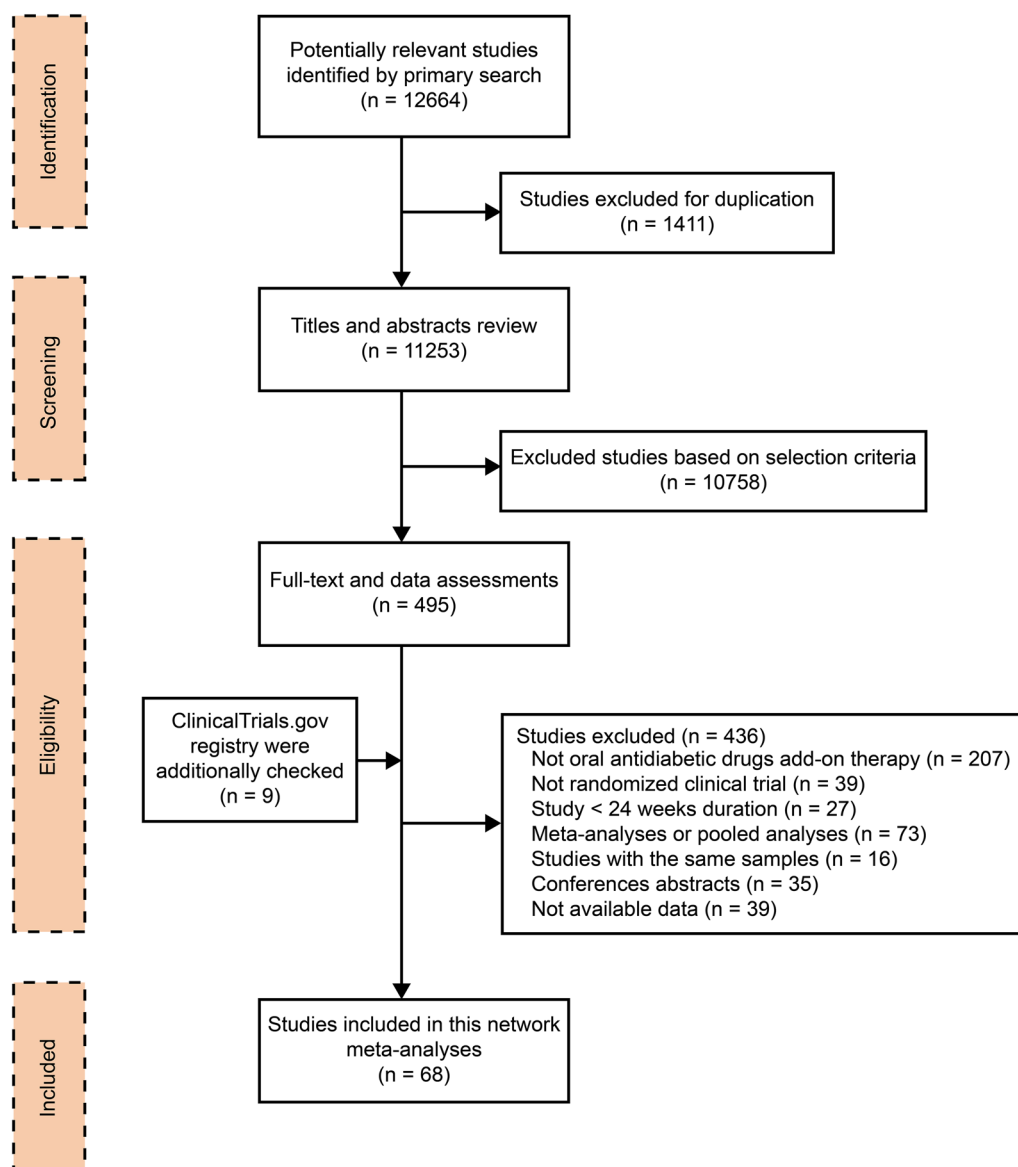 Identification
Potentially relevant studies
identified by primary search
(n = 12664)
Studies excluded for duplication
(n = 1411)
Screening
Titles and abstracts review
(n = 11253)
Excluded studies based on selection criteria
(n = 10758)
Eligibility
Full-text and data assessments
(n = 495)
ClinicalTrials.gov
registry were
additionally checked
(n = 9)
Studies excluded (n = 436)
Not oral antidiabetic drugs add-on therapy (n = 207)
Not randomized clinical trial (n = 39)
Study < 24 weeks duration (n = 27)
Meta-analyses or pooled analyses (n = 73)
Studies with the same samples (n = 16)
Conferences abstracts (n = 35)
Not available data (n = 39)
Included
Studies included in this network
meta-analyses
(n = 68)